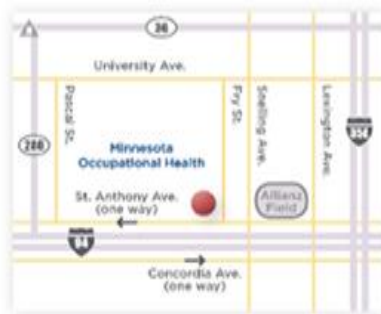 36
University Ave.
Pascal St.
Fry St.
Snelling Ave.
Lexington Ave.
280
Minnesota
Occupational Health
St. Anthony Ave.
(one way)
Allianz
Field
94
Concordia Ave.
(one way)